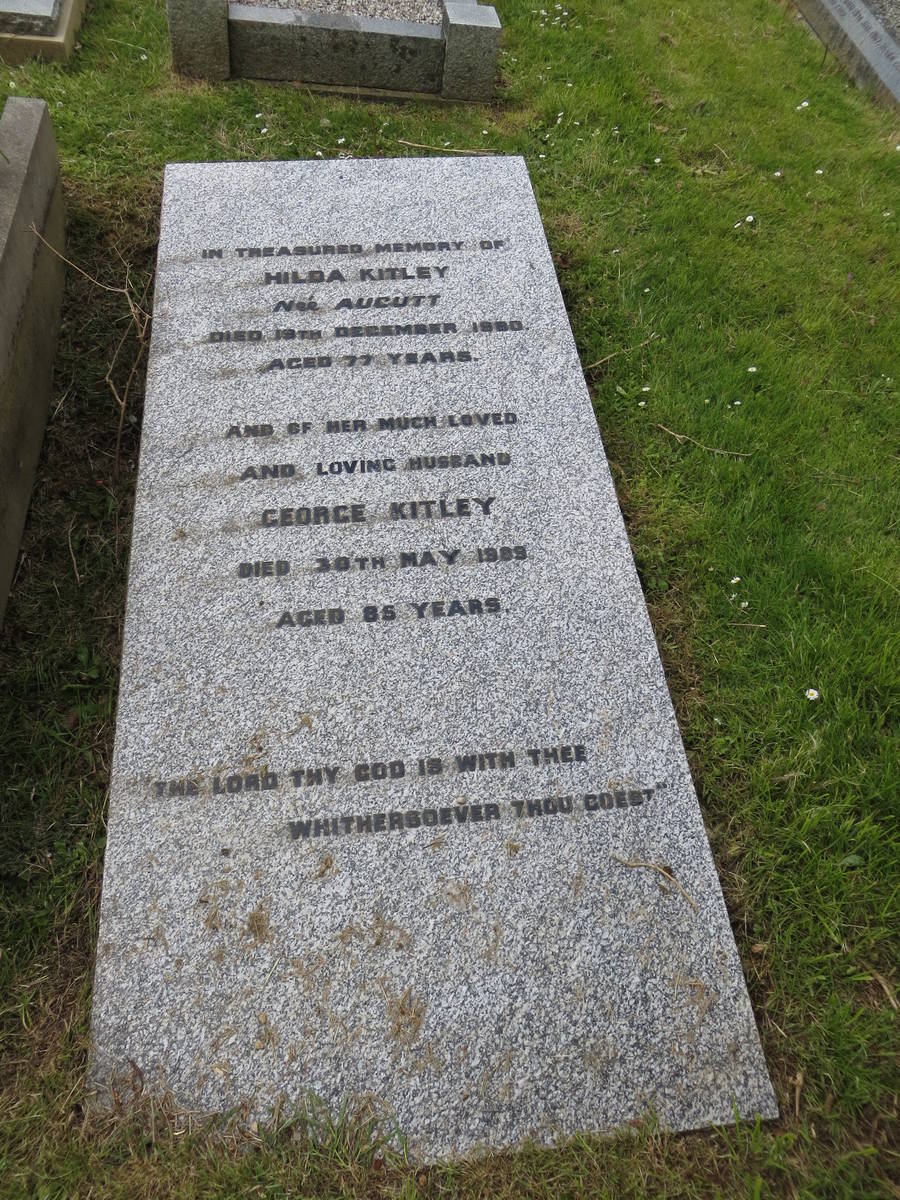 IN TREASURED MEMORY OF
HILDA KITLEY
Neé AUGUTT
DIED 13TH DECEMBER 1980
AGED 77 YEARS.
AND OF HER MUCH LOVED
AND LOVING HUSBAND
GEORGE KITLEY
DIED 30TH MAY 1989
AGED 85 YEARS.
"THE LORD THY GOD IS WITH THEE
WHITHERSOEVER THOU GOEST"